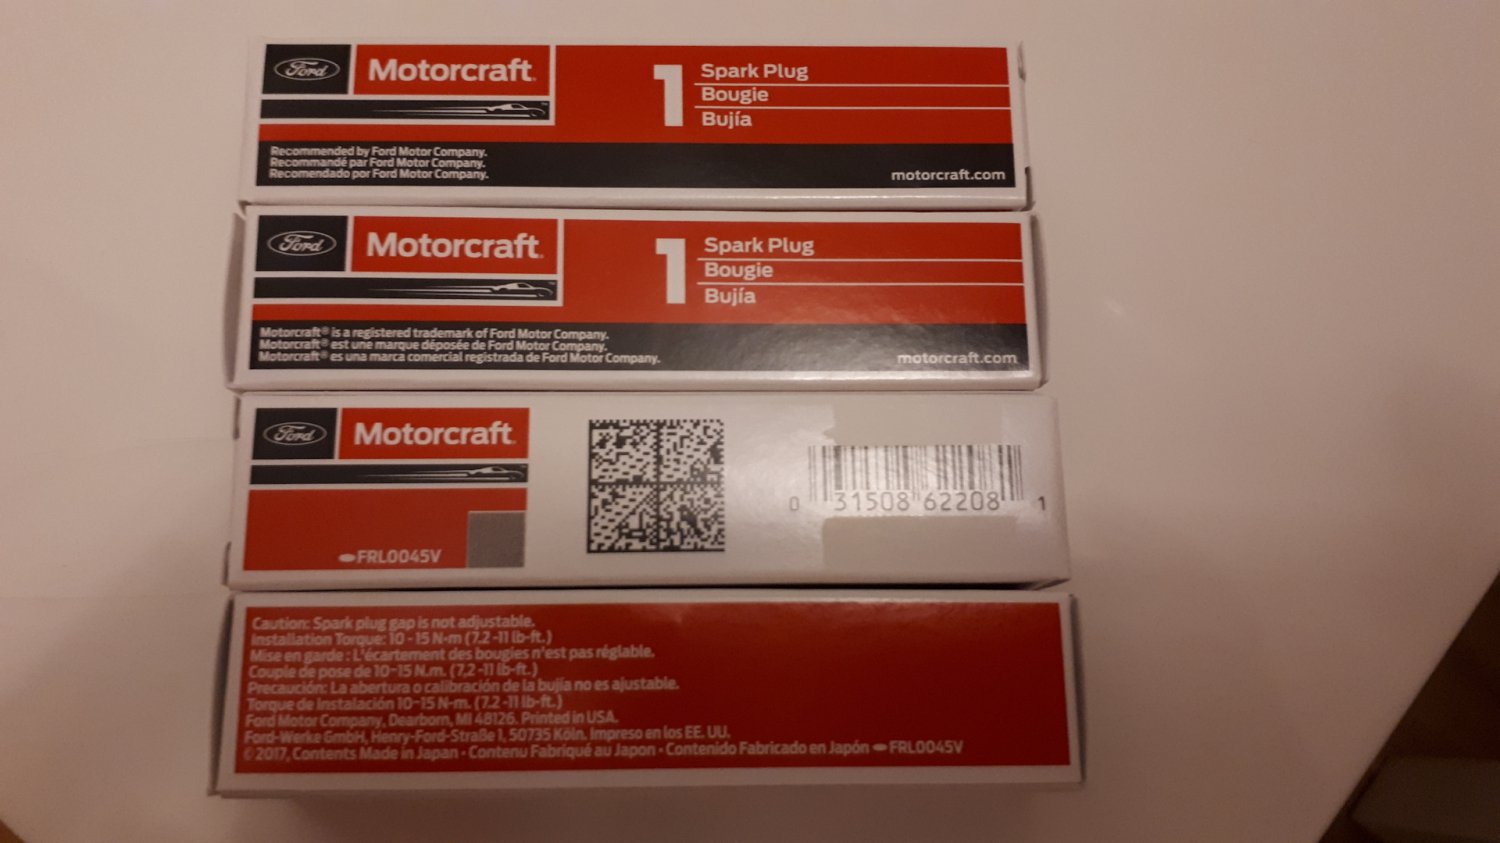 Ford
Motorcraft
1
Spark Plug
Bougie
Bujía
Recommended by Ford Motor Company.
Recommandé par Ford Motor Company.
Recomendado por Ford Motor Company.
motorcraft.com
Ford
Motorcraft
1
Spark Plug
Bougie
Bujía
Motorcraft® is a registered trademark of Ford Motor Company.
Motorcraft® est une marque déposée de Ford Motor Company.
Motorcraft® es una marca comercial registrada de Ford Motor Company.
motorcraft.com
Ford
Motorcraft
FRL0045V
0 31508 62208 1
Caution: Spark plug gap is not adjustable.
Installation Torque: 10 - 15 N-m (7.2 -11 lb-ft.)
Mise en garde : L'écartement des bougies n'est pas réglable.
Couple de pose de 10-15 N.m. (7,2 -11 lb-ft.)
Precaución: La abertura o calibración de la bujía no es ajustable.
Torque de Instalación 10-15 N-m. (7.2 -11 lb-ft.)
Ford Motor Company, Dearborn, MI 48126. Printed in USA.
Ford-Werke GmbH, Henry-Ford-Straße 1, 50735 Köln. Impreso en los EE. UU.
© 2017, Contents Made in Japan - Contenu Fabriqué au Japon - Contenido Fabricado en Japón FRL0045V